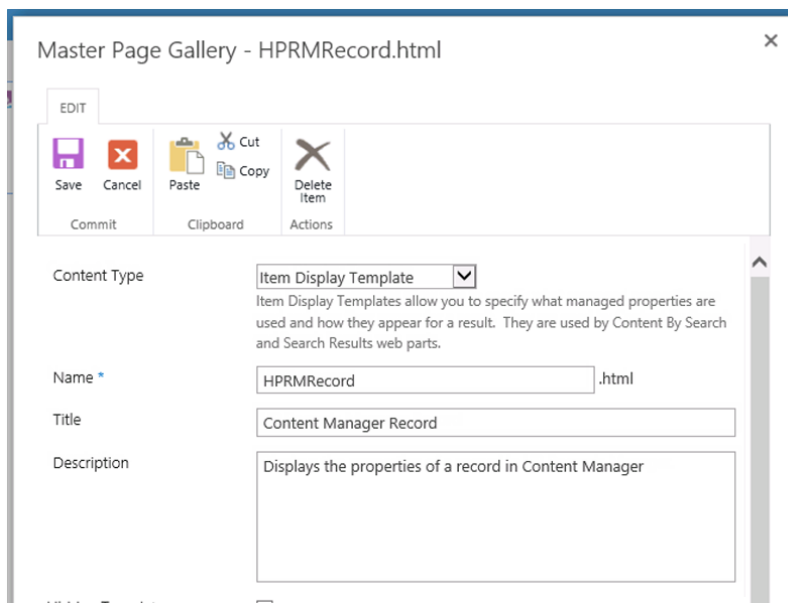 Master Page Gallery - HPRMRecord.html
EDIT
Save
Cancel
Paste
Cut
Copy
Delete
Item
Commit
Clipboard
Actions
Content Type
Item Display Template
Item Display Templates allow you to specify what managed properties are
used and how they appear for a result. They are used by Content By Search
and Search Results web parts.
Name *
HPRMRecord
.html
Title
Content Manager Record
Description
Displays the properties of a record in Content Manager